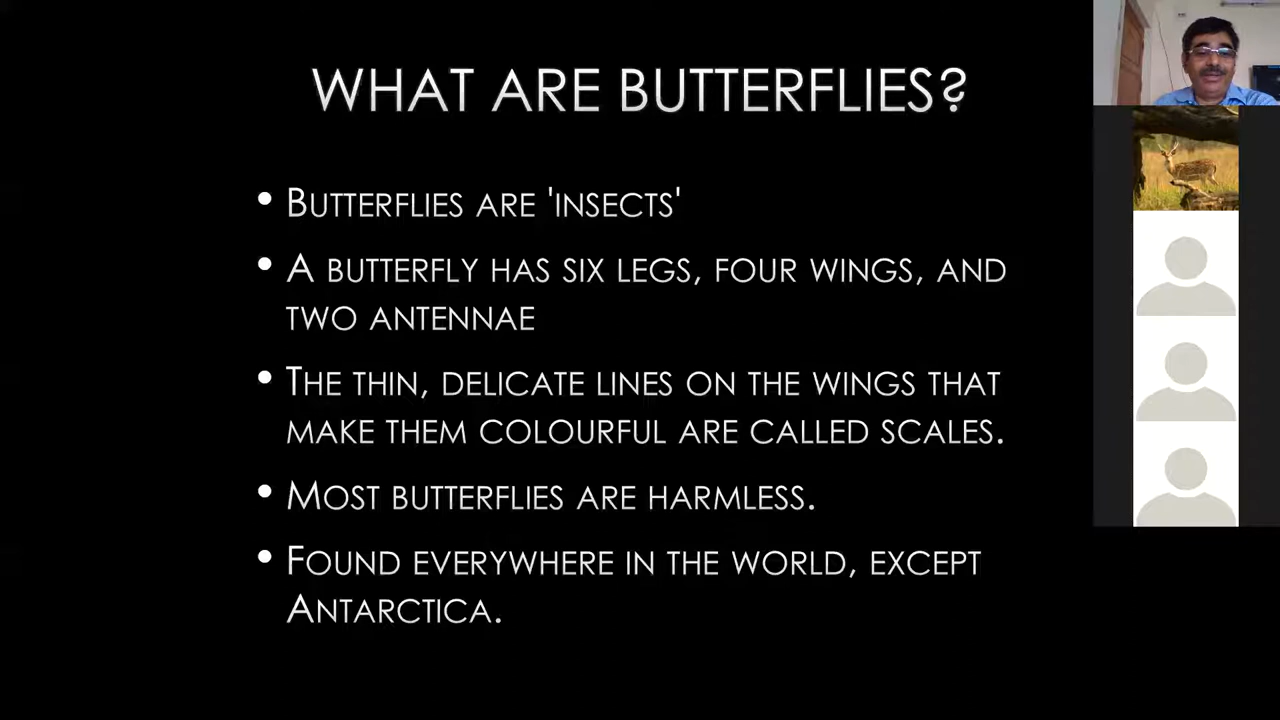 WHAT ARE BUTTERFLIES?
• BUTTERFLIES ARE 'INSECTS'
• A BUTTERFLY HAS SIX LEGS, FOUR WINGS, AND
TWO ANTENNAE
• THE THIN, DELICATE LINES ON THE WINGS THAT
MAKE THEM COLOURFUL ARE CALLED SCALES.
• MOST BUTTERFLIES ARE HARMLESS.
• FOUND EVERYWHERE IN THE WORLD, EXCEPT
ANTARCTICA.